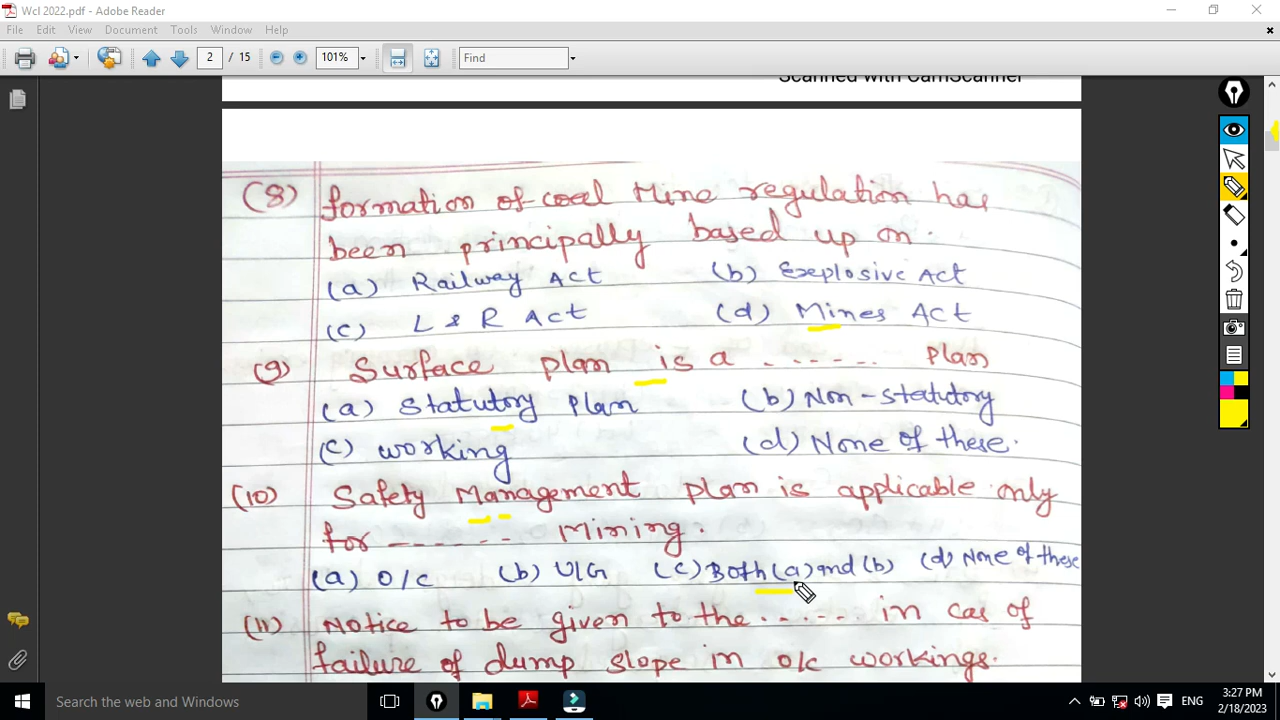 Wcl 2022.pdf - Adobe Reader
File Edit View Document Tools Window Help
2 / 15 101% Find
Scanned with CamScanner
(8) formation of coal Mine regulation has
been principally based up on.
(a) Railway Act (b) Exeplosive Act
(c) L & R Act (d) Mines Act
(9) Surface plan is a ...... plan
(a) Statutory plan (b) Non-statutory
(c) working (d) None of these.
(10) Safety Management plan is applicable only
for ------ Mining.
(a) O/C (b) U/G (c) Both (a) and (b) (d) None of these
(11) Notice to be given to the ...... in cas of
failure of dump slope in o/c workings.
Search the web and Windows
ENG
3:27 PM
2/18/2023